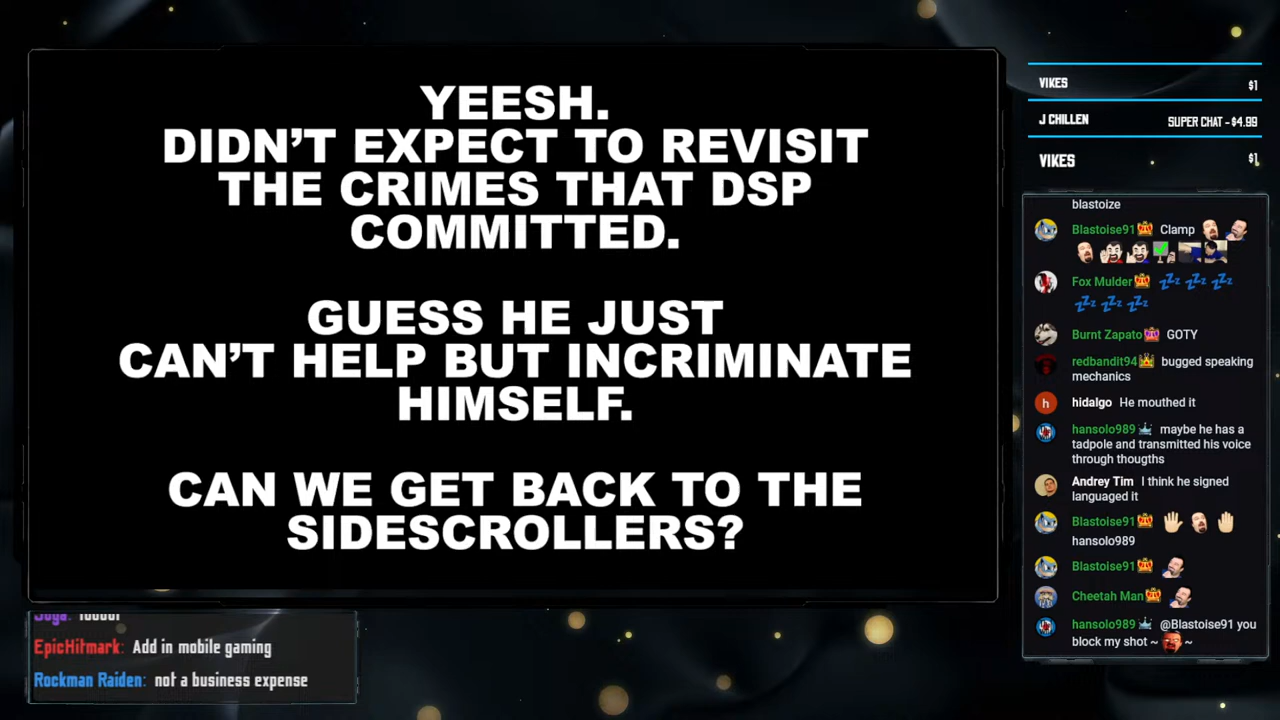 YEESH.
DIDN'T EXPECT TO REVISIT
THE CRIMES THAT DSP
COMMITTED.
GUESS HE JUST
CAN'T HELP BUT INCRIMINATE
HIMSELF.
CAN WE GET BACK TO THE
SIDESCROLLERS?
VIKES $1
J CHILLEN SUPER CHAT - $4.99
VIKES $1
blastoize
Blastoise91 Clamp
Fox Mulder 💤 💤 💤
💤 💤 💤
Burnt Zapato GOTY
redbandit94 bugged speaking
mechanics
h
hidalgo He mouthed it
hansolo989 maybe he has a
tadpole and transmitted his voice
through thougths
Andrey Tim I think he signed
languaged it
Blastoise91
hansolo989
Blastoise91
Cheetah Man
hansolo989 @Blastoise91 you
block my shot ~ ~
EpicHitmark: Add in mobile gaming
Rockman Raiden: not a business expense